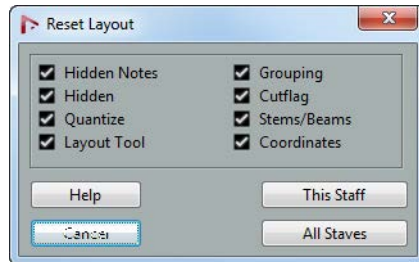 Reset Layout
Hidden Notes
Grouping
Hidden
Cutflag
Quantize
Stems/Beams
Layout Tool
Coordinates
Help
This Staff
Cancel
All Staves